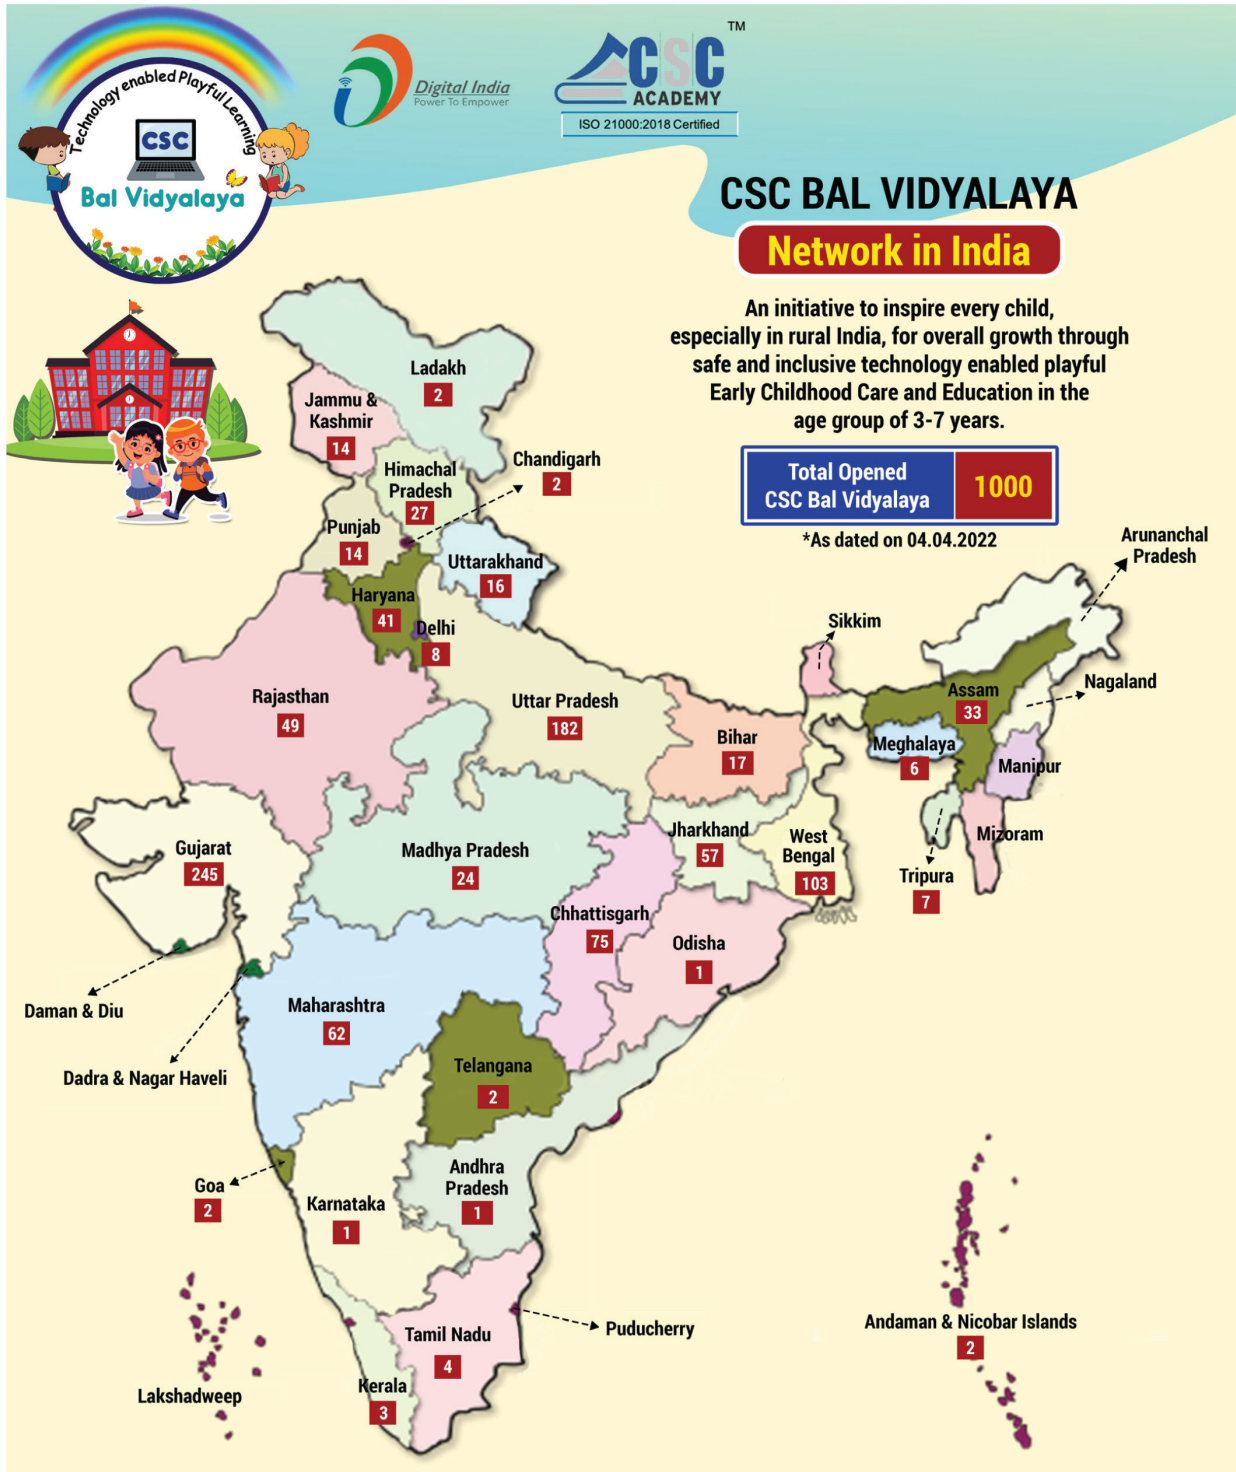 Technology enabled Playful Learning
CSC
Bal Vidyalaya
Digital India
Power To Empower
TM
CSC
ACADEMY
ISO 21000:2018 Certified
CSC BAL VIDYALAYA
Network in India
An initiative to inspire every child,
especially in rural India, for overall growth through
safe and inclusive technology enabled playful
Early Childhood Care and Education in the
age group of 3-7 years.
Total Opened
CSC Bal Vidyalaya
1000
*As dated on 04.04.2022
Ladakh
2
Jammu &
Kashmir
14
Himachal
Pradesh
27
Chandigarh
2
Punjab
14
Uttarakhand
16
Haryana
41
Delhi
8
Arunanchal
Pradesh
Sikkim
Nagaland
Assam
33
Meghalaya
6
Manipur
Mizoram
Tripura
7
Rajasthan
49
Uttar Pradesh
182
Bihar
17
Gujarat
245
Madhya Pradesh
24
Jharkhand
57
West
Bengal
103
Chhattisgarh
75
Odisha
1
Daman & Diu
Dadra & Nagar Haveli
Maharashtra
62
Telangana
2
Goa
2
Karnataka
1
Andhra
Pradesh
1
Tamil Nadu
4
Puducherry
Kerala
3
Lakshadweep
Andaman & Nicobar Islands
2